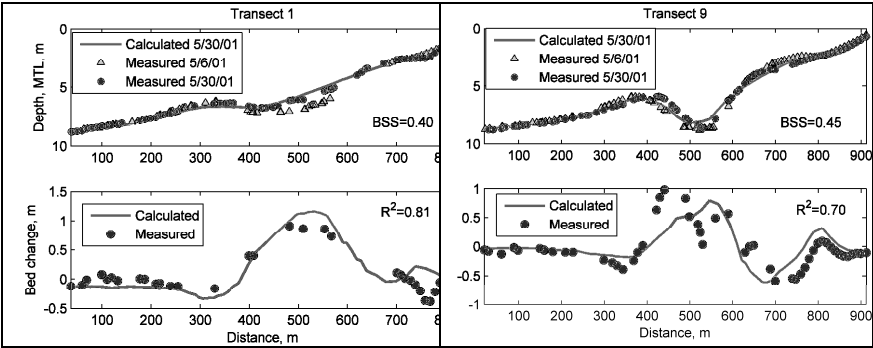 Transect 1
0
5
10
Depth, MTL. m
Calculated 5/30/01
Measured 5/6/01
Measured 5/30/01
BSS=0.40
100 200 300 400 500 600 700 8
1.5
1
0.5
0
-0.5
Bed change, m
Calculated
Measured
R²=0.81
100 200 300 400 500 600 700 80
Distance, m
Transect 9
0
5
10
Calculated 5/30/01
Measured 5/6/01
Measured 5/30/01
BSS=0.45
100 200 300 400 500 600 700 800 900
1
0.5
0
-0.5
-1
Calculated
Measured
R²=0.70
100 200 300 400 500 600 700 800 900
Distance, m